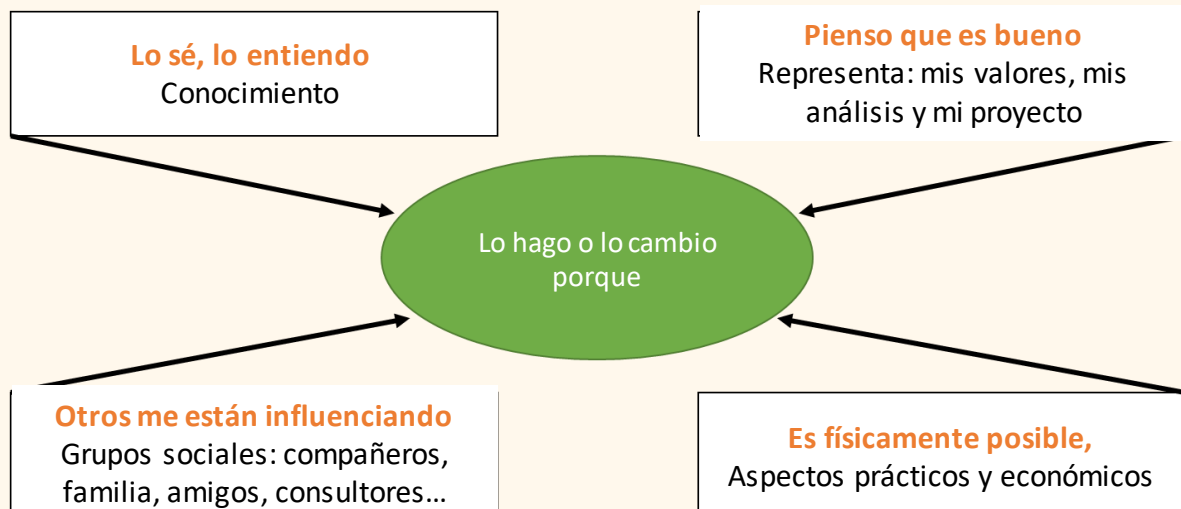 Lo sé, lo entiendo
Conocimiento
Pienso que es bueno
Representa: mis valores, mis
análisis y mi proyecto
Lo hago o lo cambio
porque
Otros me están influenciando
Grupos sociales: compañeros,
familia, amigos, consultores…
Es físicamente posible,
Aspectos prácticos y económicos